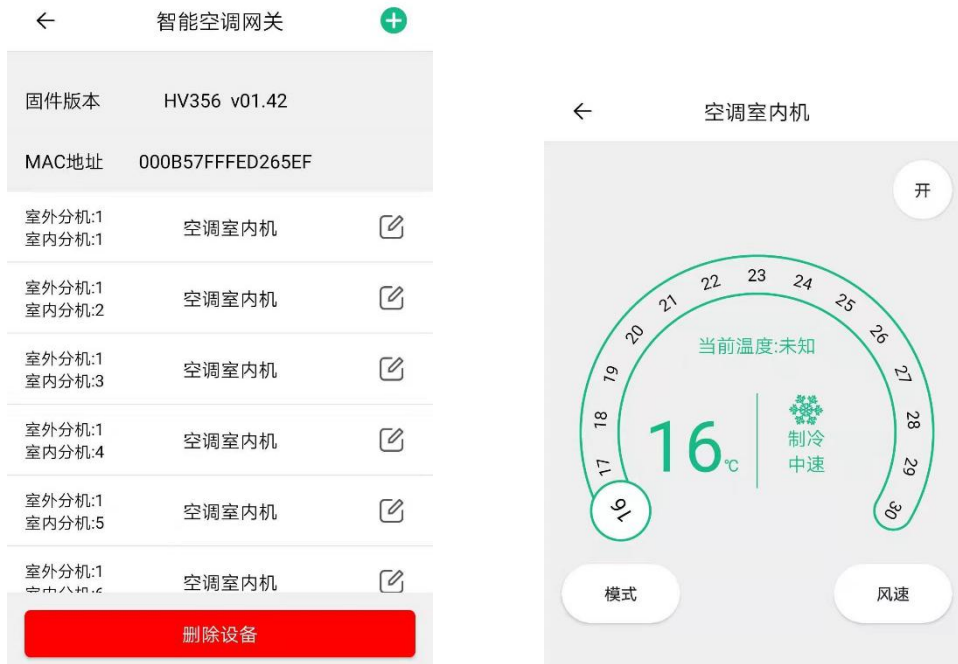 智能空调网关
固件版本 HV356 v01.42
MAC地址 000B57FFFED265EF
室外分机:1
室内分机:1
空调室内机
室外分机:1
室内分机:2
空调室内机
室外分机:1
室内分机:3
空调室内机
室外分机:1
室内分机:4
空调室内机
室外分机:1
室内分机:5
空调室内机
室外分机:1
室内分机:6
空调室内机
删除设备
空调室内机
开
16
17
18
19
20
21
22
23
24
25
26
27
28
29
30
当前温度:未知
16℃
制冷
中速
模式
风速